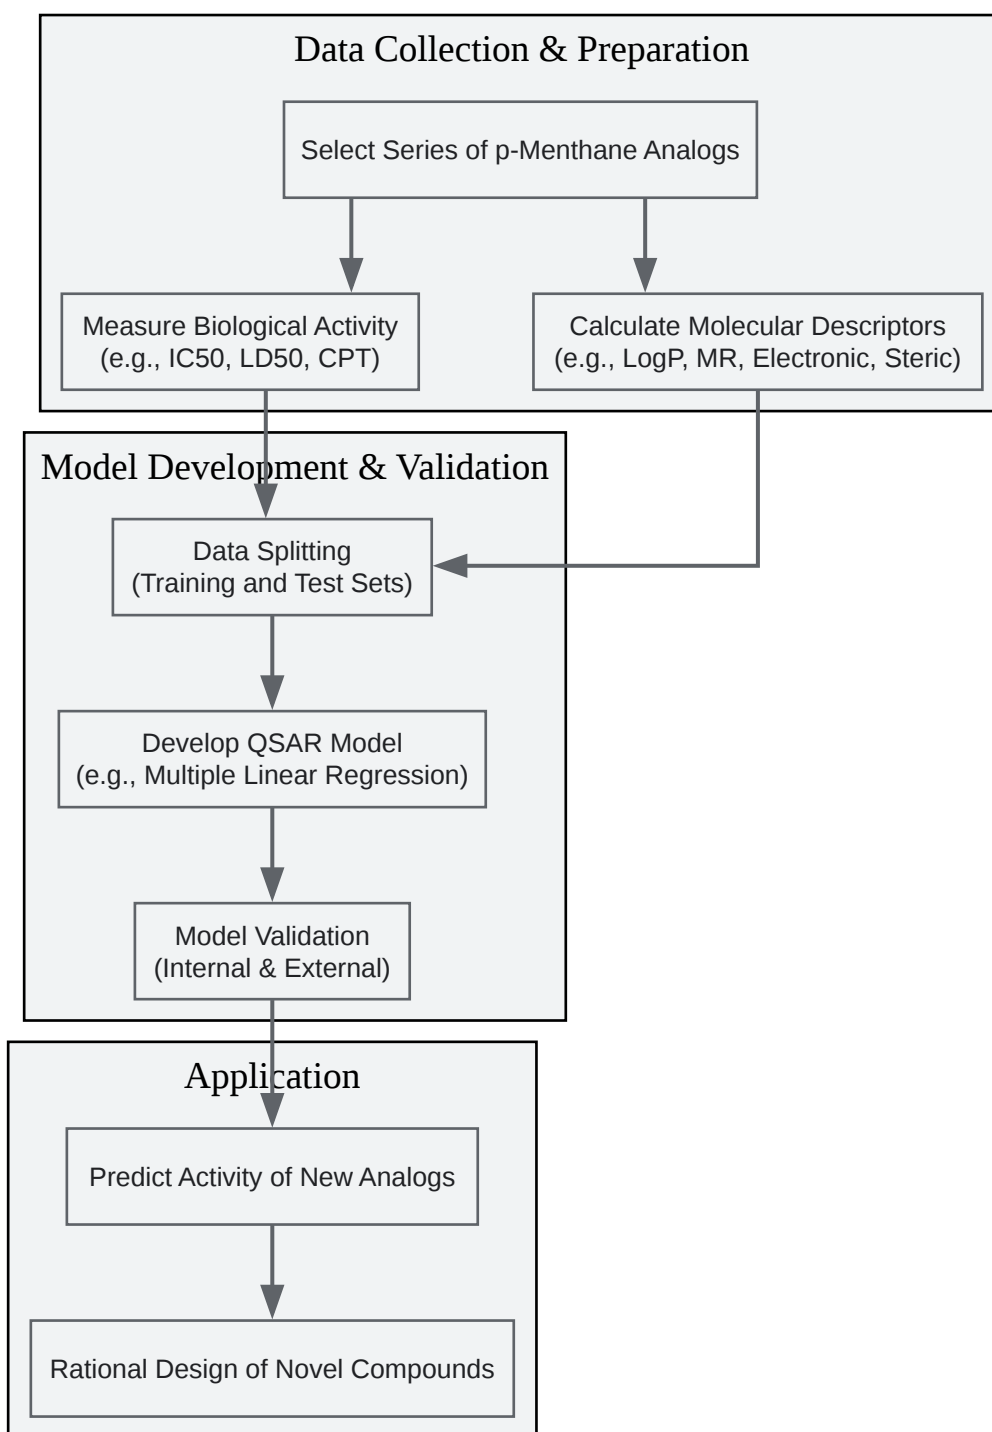 Data Collection & Preparation
Select Series of p-Menthane Analogs
Measure Biological Activity
(e.g., IC50, LD50, CPT)
Calculate Molecular Descriptors
(e.g., LogP, MR, Electronic, Steric)
Model Development & Validation
Data Splitting
(Training and Test Sets)
Develop QSAR Model
(e.g., Multiple Linear Regression)
Model Validation
(Internal & External)
Application
Predict Activity of New Analogs
Rational Design of Novel Compounds